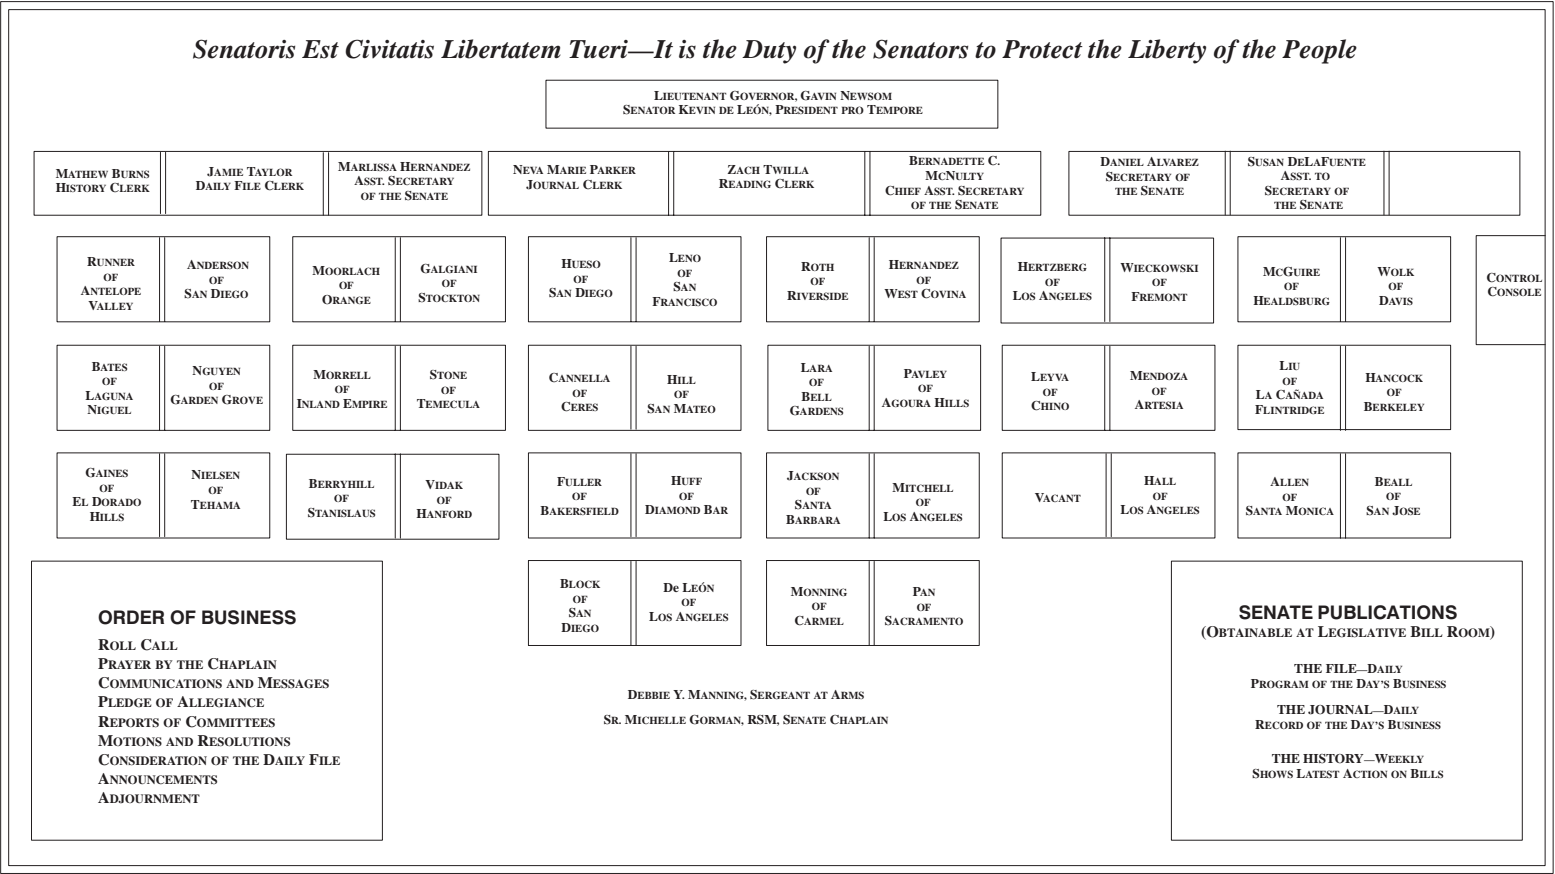 Senatoris Est Civitatis Libertatem Tueri—It is the Duty of the Senators to Protect the Liberty of the People
Lieutenant Governor, Gavin Newsom
Senator Kevin de León, President pro Tempore
Mathew Burns
History Clerk
Jamie Taylor
Daily File Clerk
Marlissa Hernandez
Asst. Secretary
of the Senate
Neva Marie Parker
Journal Clerk
Zach Twilla
Reading Clerk
Bernadette C.
McNulty
Chief Asst. Secretary
of the Senate
Daniel Alvarez
Secretary of
the Senate
Susan DeLaFuente
Asst. to
Secretary of
the Senate
Runner
of
Antelope
Valley
Anderson
of
San Diego
Moorlach
of
Orange
Galgiani
of
Stockton
Hueso
of
San Diego
Leno
of
San
Francisco
Roth
of
Riverside
Hernandez
of
West Covina
Hertzberg
of
Los Angeles
Wieckowski
of
Fremont
McGuire
of
Healdsburg
Wolk
of
Davis
Control
Console
Bates
of
Laguna
Niguel
Nguyen
of
Garden Grove
Morrell
of
Inland Empire
Stone
of
Temecula
Cannella
of
Ceres
Hill
of
San Mateo
Lara
of
Bell
Gardens
Pavley
of
Agoura Hills
Leyva
of
Chino
Mendoza
of
Artesia
Liu
of
La Cañada
Flintridge
Hancock
of
Berkeley
Gaines
of
El Dorado
Hills
Nielsen
of
Tehama
Berryhill
of
Stanislaus
Vidak
of
Hanford
Fuller
of
Bakersfield
Huff
of
Diamond Bar
Jackson
of
Santa
Barbara
Mitchell
of
Los Angeles
Vacant
Hall
of
Los Angeles
Allen
of
Santa Monica
Beall
of
San Jose
Block
of
San
Diego
De León
of
Los Angeles
Monning
of
Carmel
Pan
of
Sacramento
ORDER OF BUSINESS
Roll Call
Prayer by the Chaplain
Communications and Messages
Pledge of Allegiance
Reports of Committees
Motions and Resolutions
Consideration of the Daily File
Announcements
Adjournment
Debbie Y. Manning, Sergeant at Arms
Sr. Michelle Gorman, RSM, Senate Chaplain
SENATE PUBLICATIONS
(Obtainable at Legislative Bill Room)
THE FILE—Daily
Program of the Day's Business
THE JOURNAL—Daily
Record of the Day's Business
THE HISTORY—Weekly
Shows Latest Action on Bills